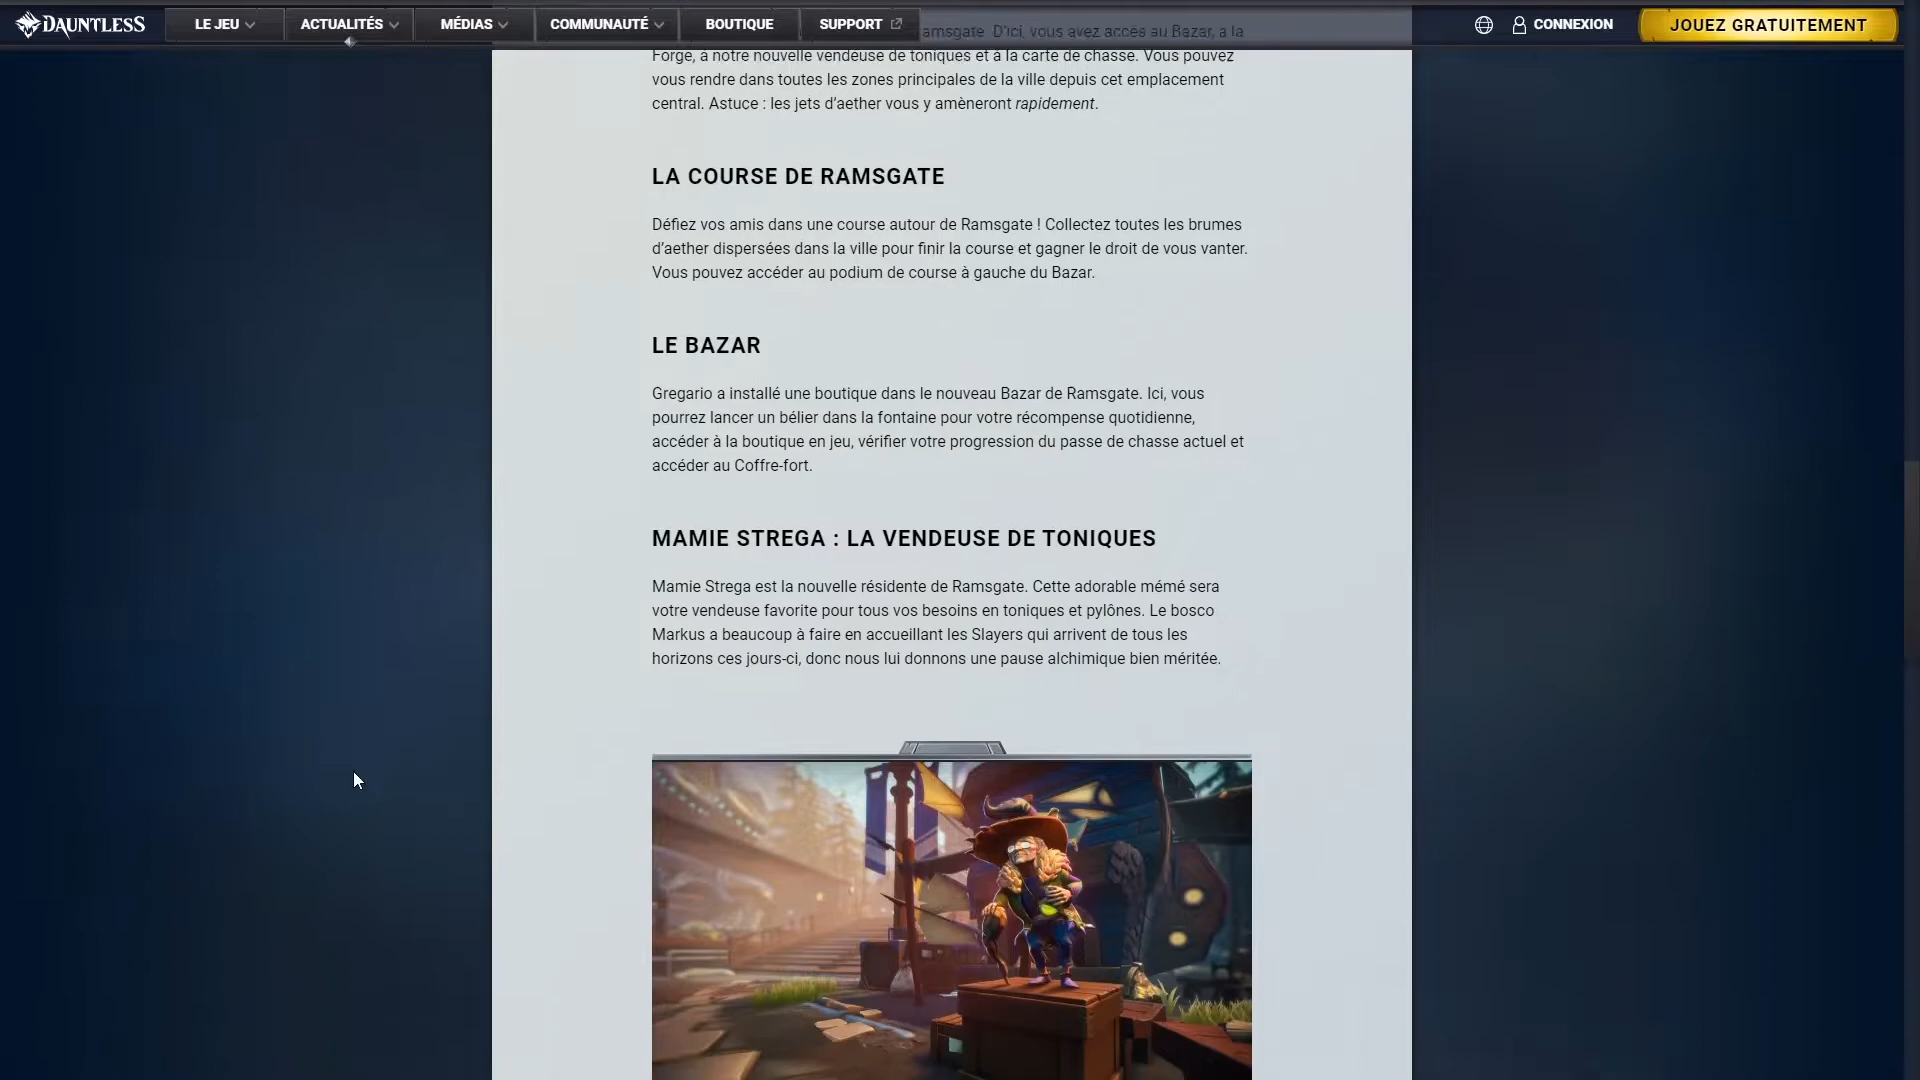 DAUNTLESS
LE JEU
ACTUALITÉS
MÉDIAS
COMMUNAUTÉ
BOUTIQUE
SUPPORT
CONNEXION
JOUEZ GRATUITEMENT
amsgate. D'ici, vous avez accès au Bazar, à la
Forge, à notre nouvelle vendeuse de toniques et à la carte de chasse. Vous pouvez
vous rendre dans toutes les zones principales de la ville depuis cet emplacement
central. Astuce : les jets d’aether vous y amèneront rapidement.
LA COURSE DE RAMSGATE
Défiez vos amis dans une course autour de Ramsgate ! Collectez toutes les brumes
d’aether dispersées dans la ville pour finir la course et gagner le droit de vous vanter.
Vous pouvez accéder au podium de course à gauche du Bazar.
LE BAZAR
Gregario a installé une boutique dans le nouveau Bazar de Ramsgate. Ici, vous
pourrez lancer un bélier dans la fontaine pour votre récompense quotidienne,
accéder à la boutique en jeu, vérifier votre progression du passe de chasse actuel et
accéder au Coffre-fort.
MAMIE STREGA : LA VENDEUSE DE TONIQUES
Mamie Strega est la nouvelle résidente de Ramsgate. Cette adorable mémé sera
votre vendeuse favorite pour tous vos besoins en toniques et pylônes. Le bosco
Markus a beaucoup à faire en accueillant les Slayers qui arrivent de tous les
horizons ces jours-ci, donc nous lui donnons une pause alchimique bien méritée.